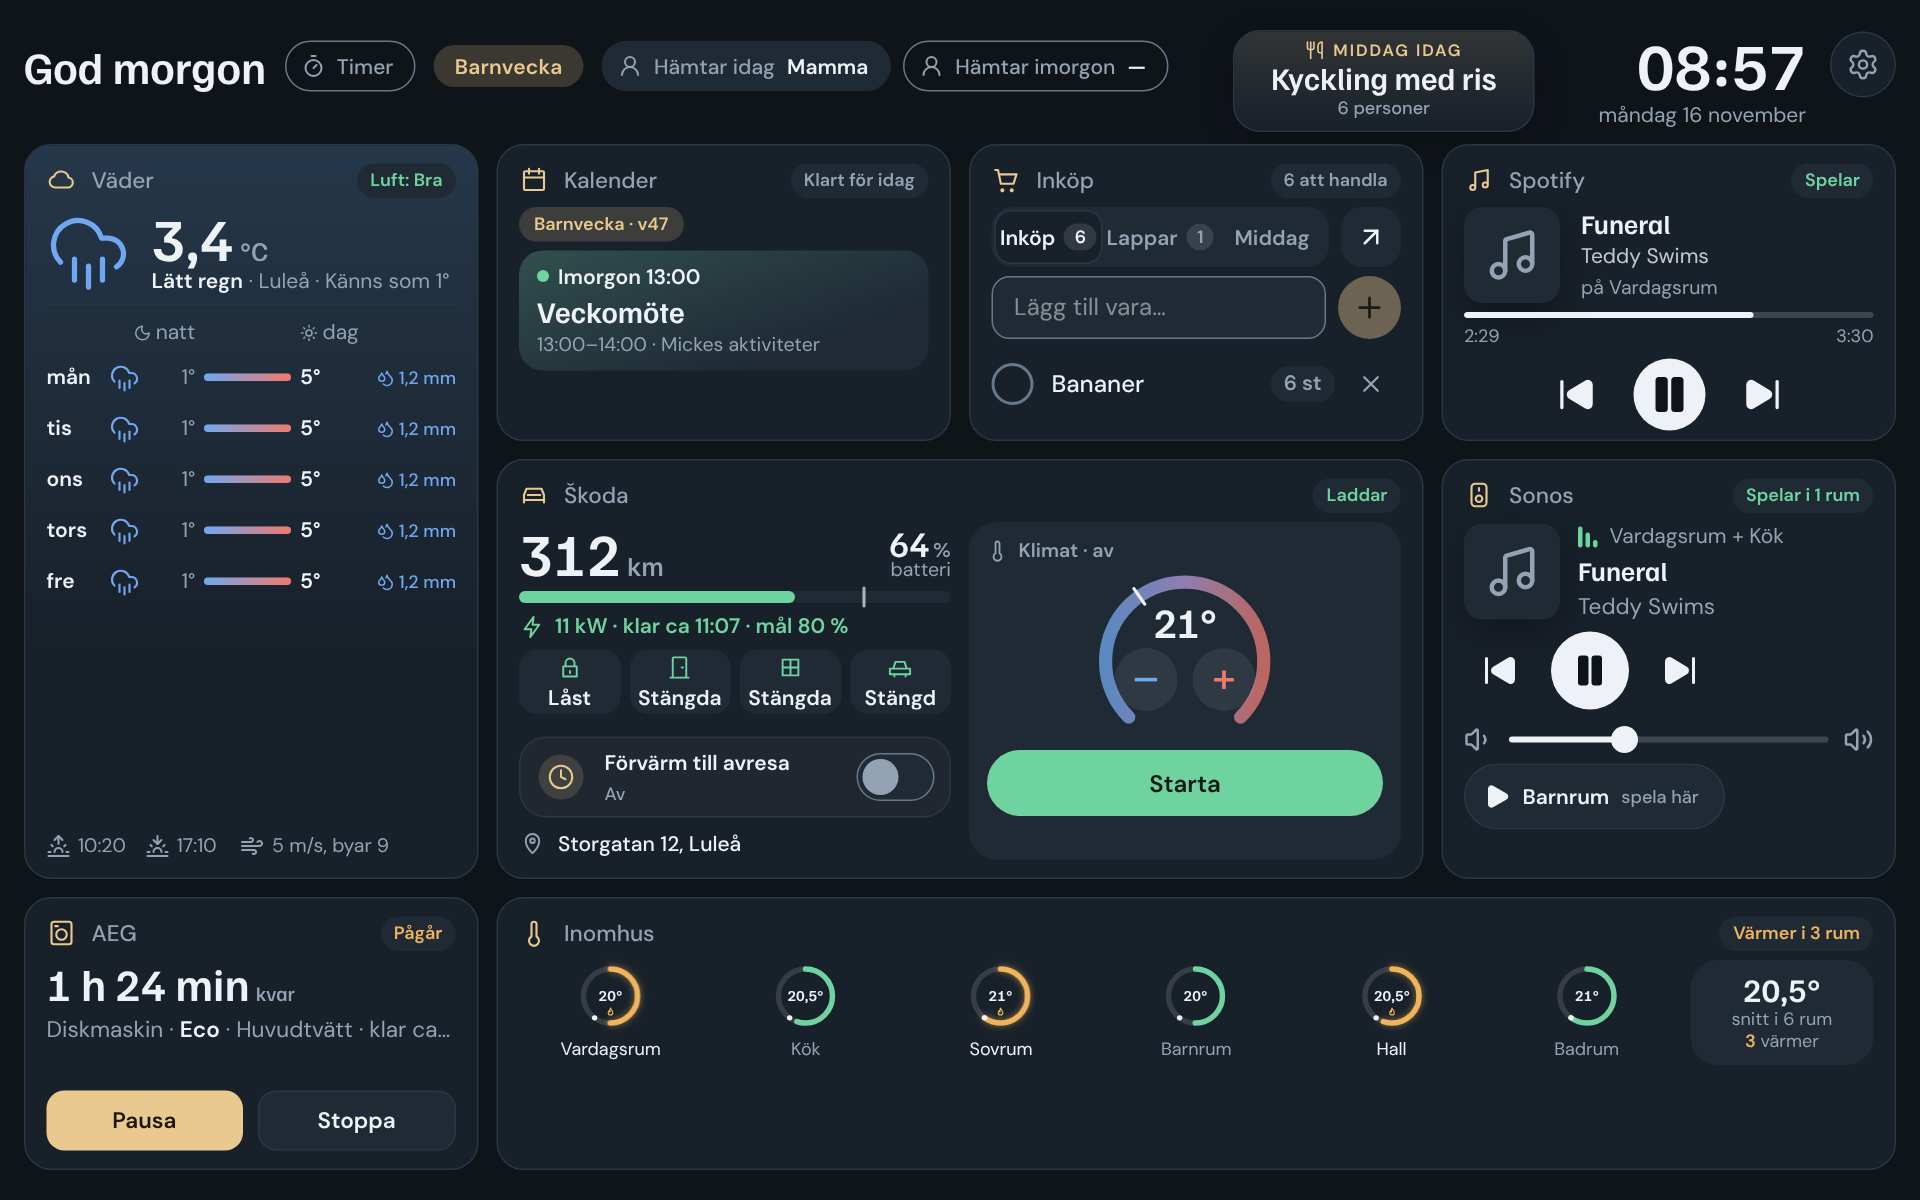 God morgon
Timer
Barnvecka
Hämtar idag Mamma
Hämtar imorgon —
MIDDAG IDAG
Kyckling med ris
6 personer
08:57
måndag 16 november
Väder
Luft: Bra
3,4 °C
Lätt regn · Luleå · Känns som 1°
natt dag
mån 1° 5° 1,2 mm
tis 1° 5° 1,2 mm
ons 1° 5° 1,2 mm
tors 1° 5° 1,2 mm
fre 1° 5° 1,2 mm
10:20 17:10 5 m/s, byar 9
Kalender
Klart för idag
Barnvecka · v47
Imorgon 13:00
Veckomöte
13:00–14:00 · Mickes aktiviteter
Inköp
6 att handla
Inköp 6 Lappar 1 Middag
Lägg till vara...
Bananer 6 st
Spotify
Spelar
Funeral
Teddy Swims
på Vardagsrum
2:29 3:30
Škoda
Laddar
312 km
64 %
batteri
11 kW · klar ca 11:07 · mål 80 %
Låst Stängda Stängda Stängd
Förvärm till avresa
Av
Storgatan 12, Luleå
Klimat · av
21°
Starta
Sonos
Spelar i 1 rum
Vardagsrum + Kök
Funeral
Teddy Swims
Barnrum spela här
AEG
Pågår
1 h 24 min kvar
Diskmaskin · Eco · Huvudtvätt · klar ca...
Pausa Stoppa
Inomhus
Värmer i 3 rum
20° 20,5° 21° 20° 20,5° 21°
Vardagsrum Kök Sovrum Barnrum Hall Badrum
20,5°
snitt i 6 rum
3 värmer